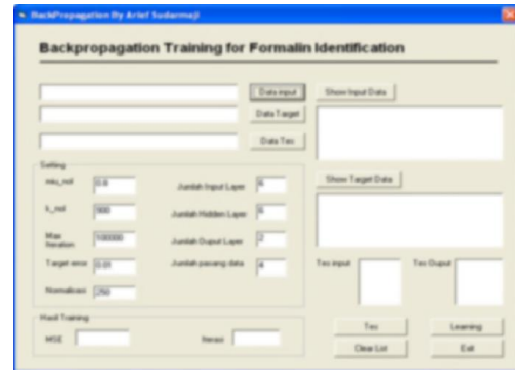 BackPropagation By Arief Sudarmaji
Backpropagation Training for Formalin Identification
Data input
Show Input Data
Data Target
Data Tes
Setting
miu_nol 0.8
Jumlah Input Layer 6
Show Target Data
k_nol 900
Jumlah Hidden Layer 6
Max Iteration 100000
Jumlah Ouput Layer 2
Target error 0.01
Jumlah pasang data 4
Tes input
Tes Ouput
Normalisasi 250
Hasil Training
MSE
Iterasi
Tes
Learning
Clear List
Exit